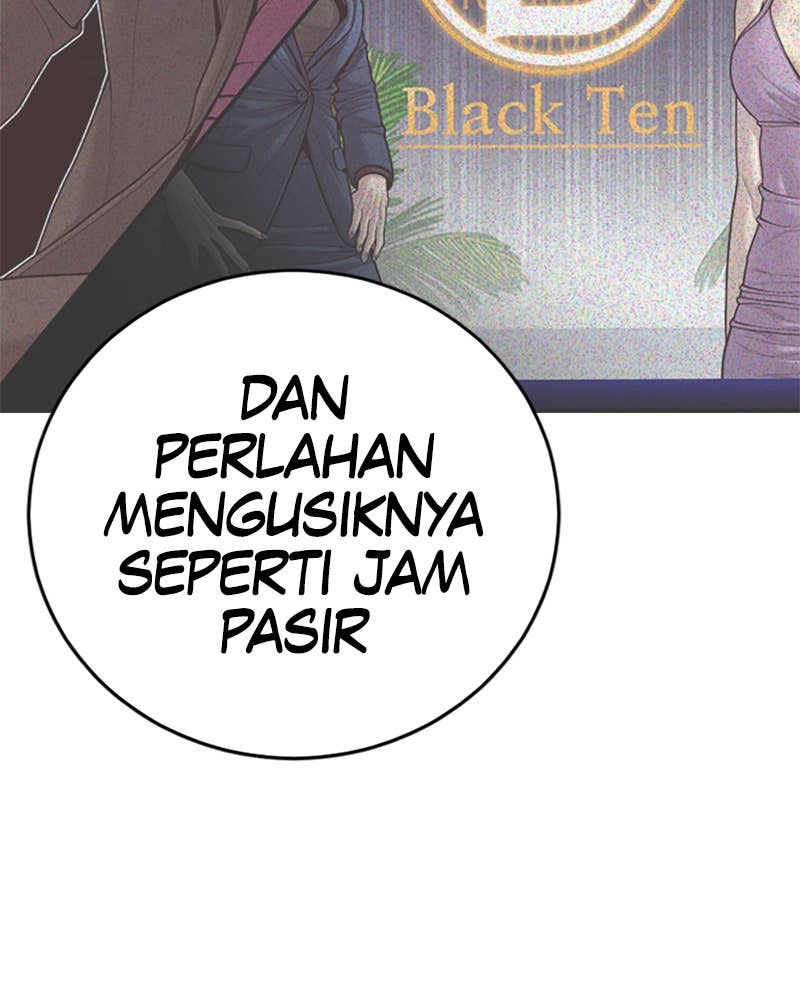 Black Ten
DAN
PERLAHAN
MENGUSIKNYA
SEPERTI JAM
PASIR